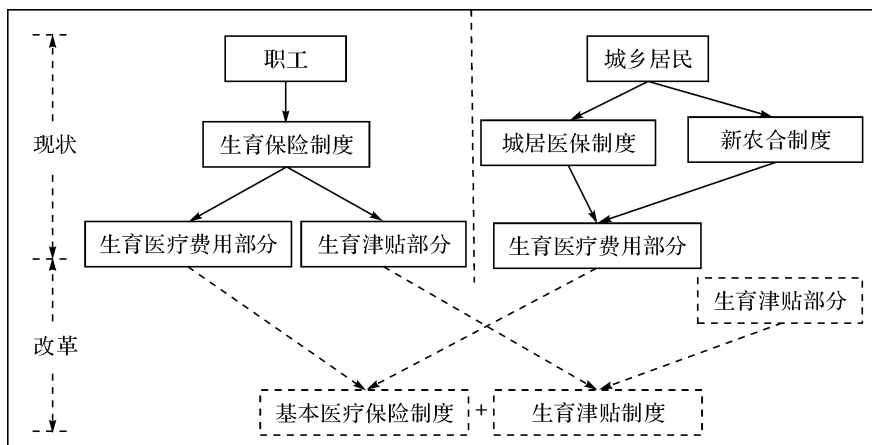 职工
城乡居民
生育保险制度
城居医保制度
新农合制度
现状
生育医疗费用部分
生育津贴部分
生育医疗费用部分
生育津贴部分
改革
基本医疗保险制度 + 生育津贴制度